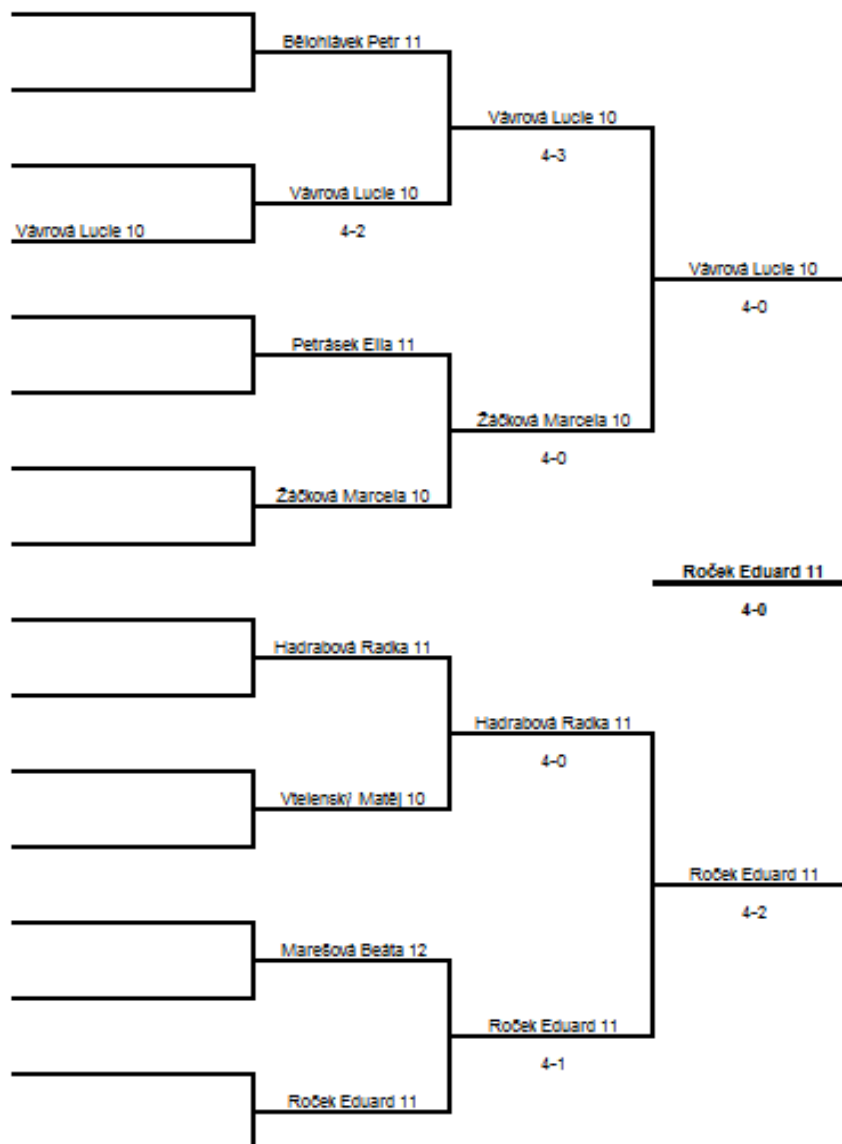 Bělohlávek Petr 11
Vávrová Lucie 10
4-3
Vávrová Lucie 10
Vávrová Lucie 10
4-2
Vávrová Lucie 10
4-0
Petrásek Ella 11
Žáčková Marcela 10
4-0
Žáčková Marcela 10
Roček Eduard 11
4-0
Hadrabová Radka 11
Hadrabová Radka 11
4-0
Vtelenský Matěj 10
Roček Eduard 11
4-2
Marešová Beáta 12
Roček Eduard 11
4-1
Roček Eduard 11